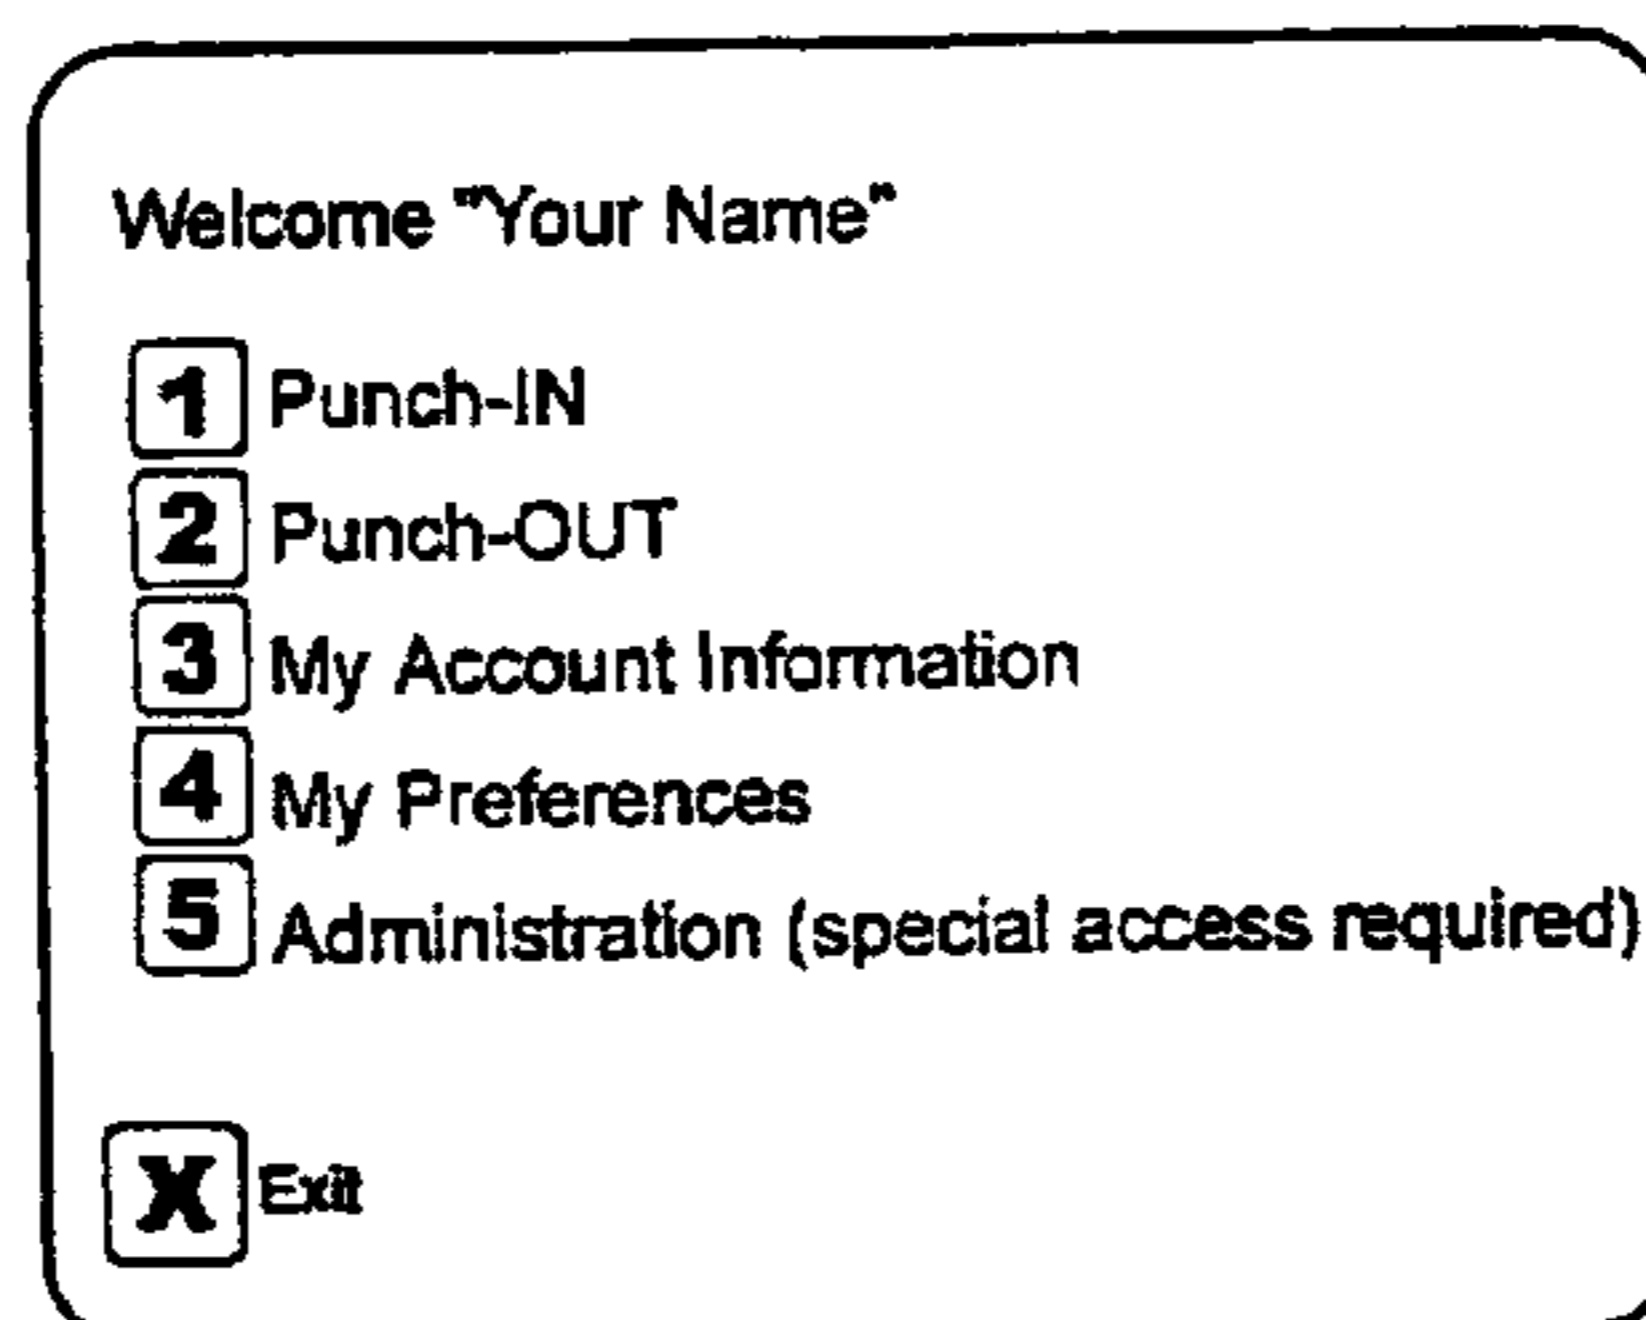 Welcome "Your Name"
1 Punch-IN
2 Punch-OUT
3 My Account Information
4 My Preferences
5 Administration (special access required)
X Exit